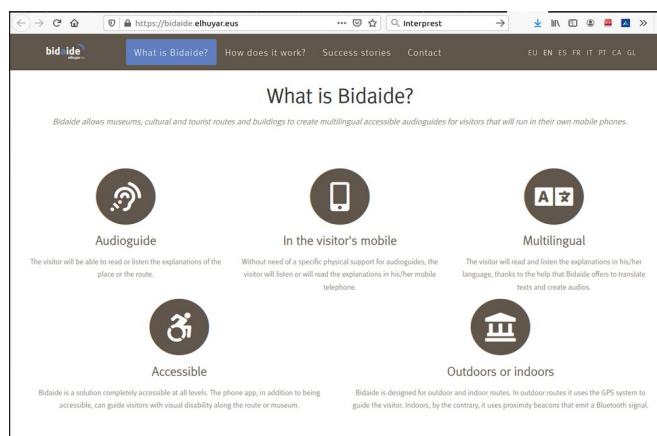 https://bidaide.elhuyar.eus
Interprest
bidaide
elhuyar
What is Bidaide?
How does it work?
Success stories
Contact
EU EN ES FR IT PT CA GL
What is Bidaide?
Bidaide allows museums, cultural and tourist routes and buildings to create multilingual accessible audioguides for visitors that will run in their own mobile phones.
Audioguide
The visitor will be able to read or listen the explanations of the
place or the route.
In the visitor's mobile
Without need of a specific physical support for audioguides, the
visitor will listen or will read the explanations in his/her mobile
telephone.
Multilingual
The visitor will read and listen the explanations in his/her
language, thanks to the help that Bidaide offers to translate
texts and create audios.
Accessible
Bidaide is a solution completely accessible at all levels. The phone app, in addition to being
accessible, can guide visitors with visual disability along the route or museum.
Outdoors or indoors
Bidaide is designed for outdoor and indoor routes. In outdoor routes it uses the GPS system to
guide the visitor. Indoors, by the contrary, it uses proximity beacons that emit a Bluetooth signal.